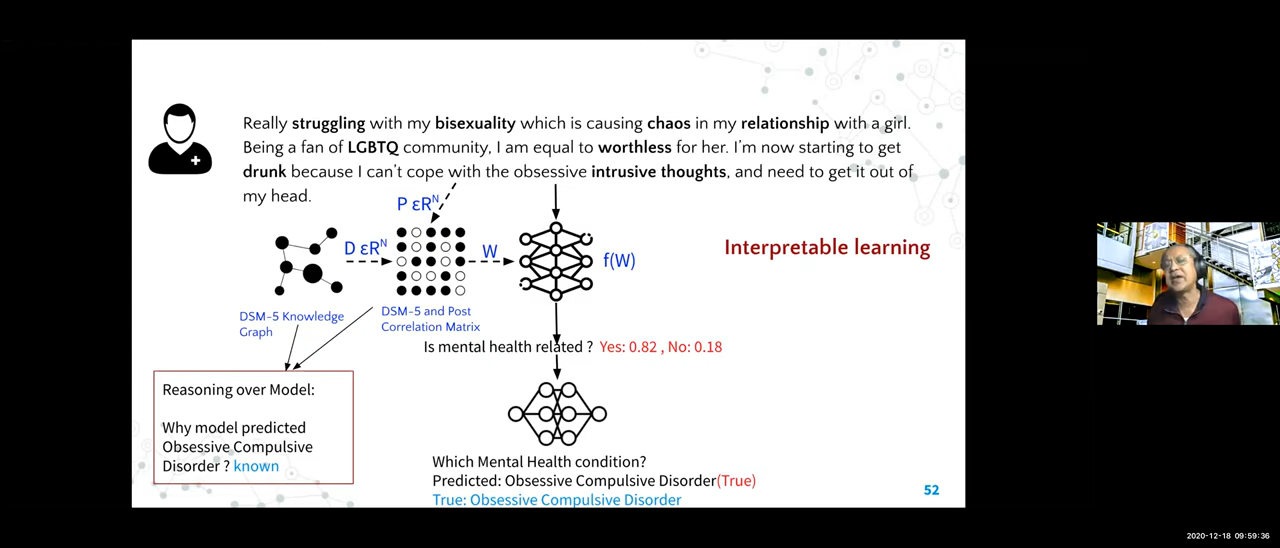 Really struggling with my bisexuality which is causing chaos in my relationship with a girl.
Being a fan of LGBTQ community, I am equal to worthless for her. I'm now starting to get
drunk because I can't cope with the obsessive intrusive thoughts, and need to get it out of
my head.
P εRᴺ
D εRᴺ
W
f(W)
Interpretable learning
DSM-5 Knowledge
Graph
DSM-5 and Post
Correlation Matrix
Is mental health related ? Yes: 0.82 , No: 0.18
Reasoning over Model:
Why model predicted
Obsessive Compulsive
Disorder ? known
Which Mental Health condition?
Predicted: Obsessive Compulsive Disorder(True)
True: Obsessive Compulsive Disorder
52
2020-12-18 09:59:36